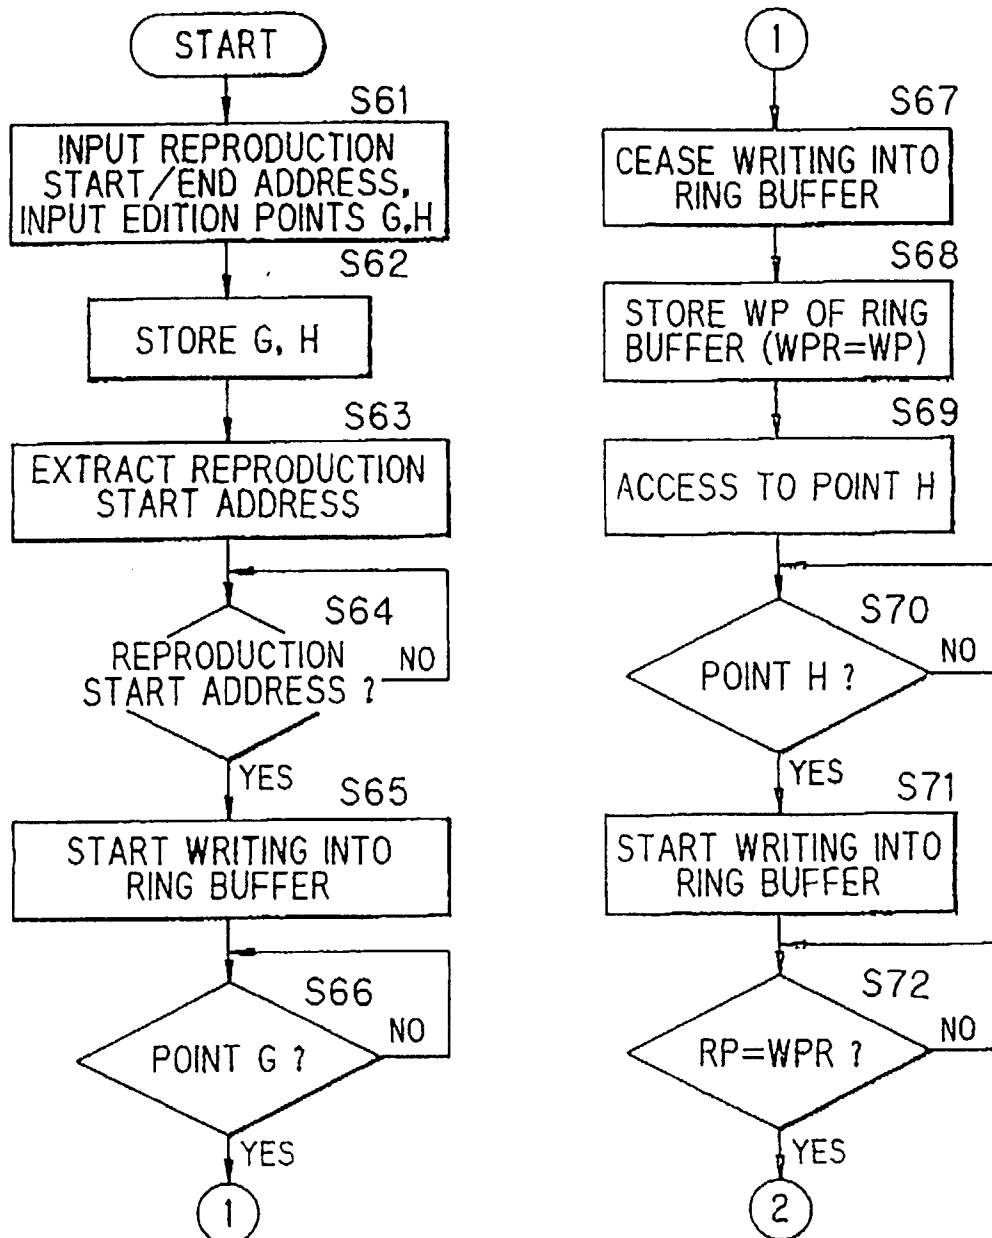 START
S61
INPUT REPRODUCTION
START/END ADDRESS,
INPUT EDITION POINTS G,H
S62
STORE G, H
S63
EXTRACT REPRODUCTION
START ADDRESS
S64
REPRODUCTION
START ADDRESS ?
NO
YES
S65
START WRITING INTO
RING BUFFER
S66
POINT G ?
NO
YES
1
1
S67
CEASE WRITING INTO
RING BUFFER
S68
STORE WP OF RING
BUFFER (WPR=WP)
S69
ACCESS TO POINT H
S70
POINT H ?
NO
YES
S71
START WRITING INTO
RING BUFFER
S72
RP=WPR ?
NO
YES
2